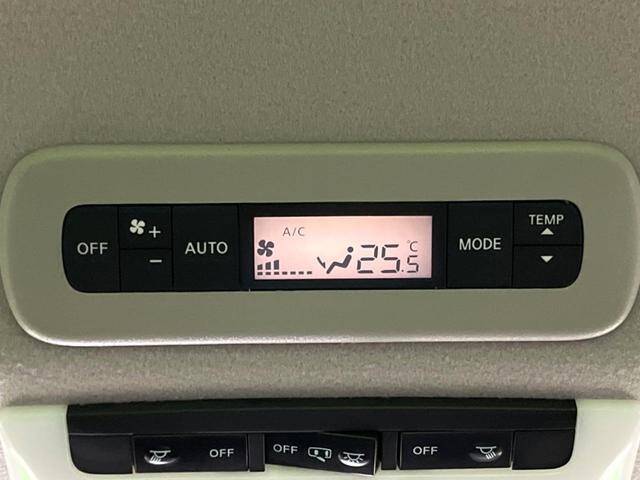 TEMP
+
OFF
AUTO
A/C
25.5 °C
MODE
−
OFF
OFF
OFF